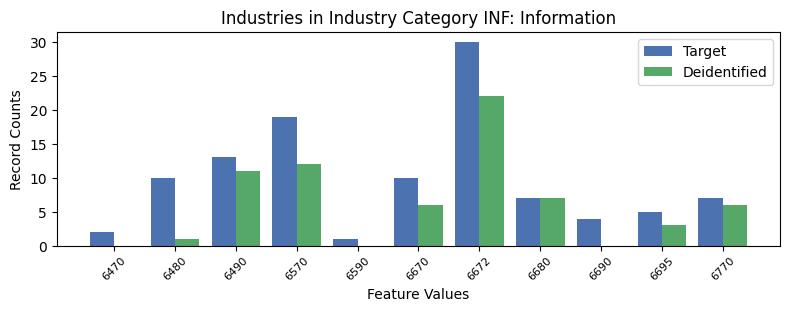 Industries in Industry Category INF: Information
Target
Deidentified
Record Counts
30
25
20
15
10
5
0
6470 6480 6490 6570 6590 6670 6672 6680 6690 6695 6770
Feature Values